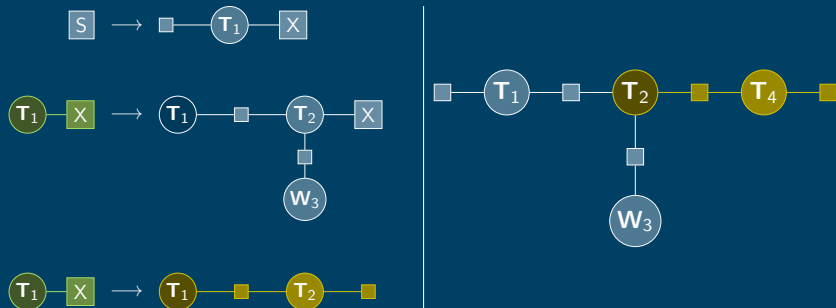 S → T₁ X
T₁ X → T₁ T₂ X
W₃
T₁ X → T₁ T₂
T₁ T₂ T₄
W₃